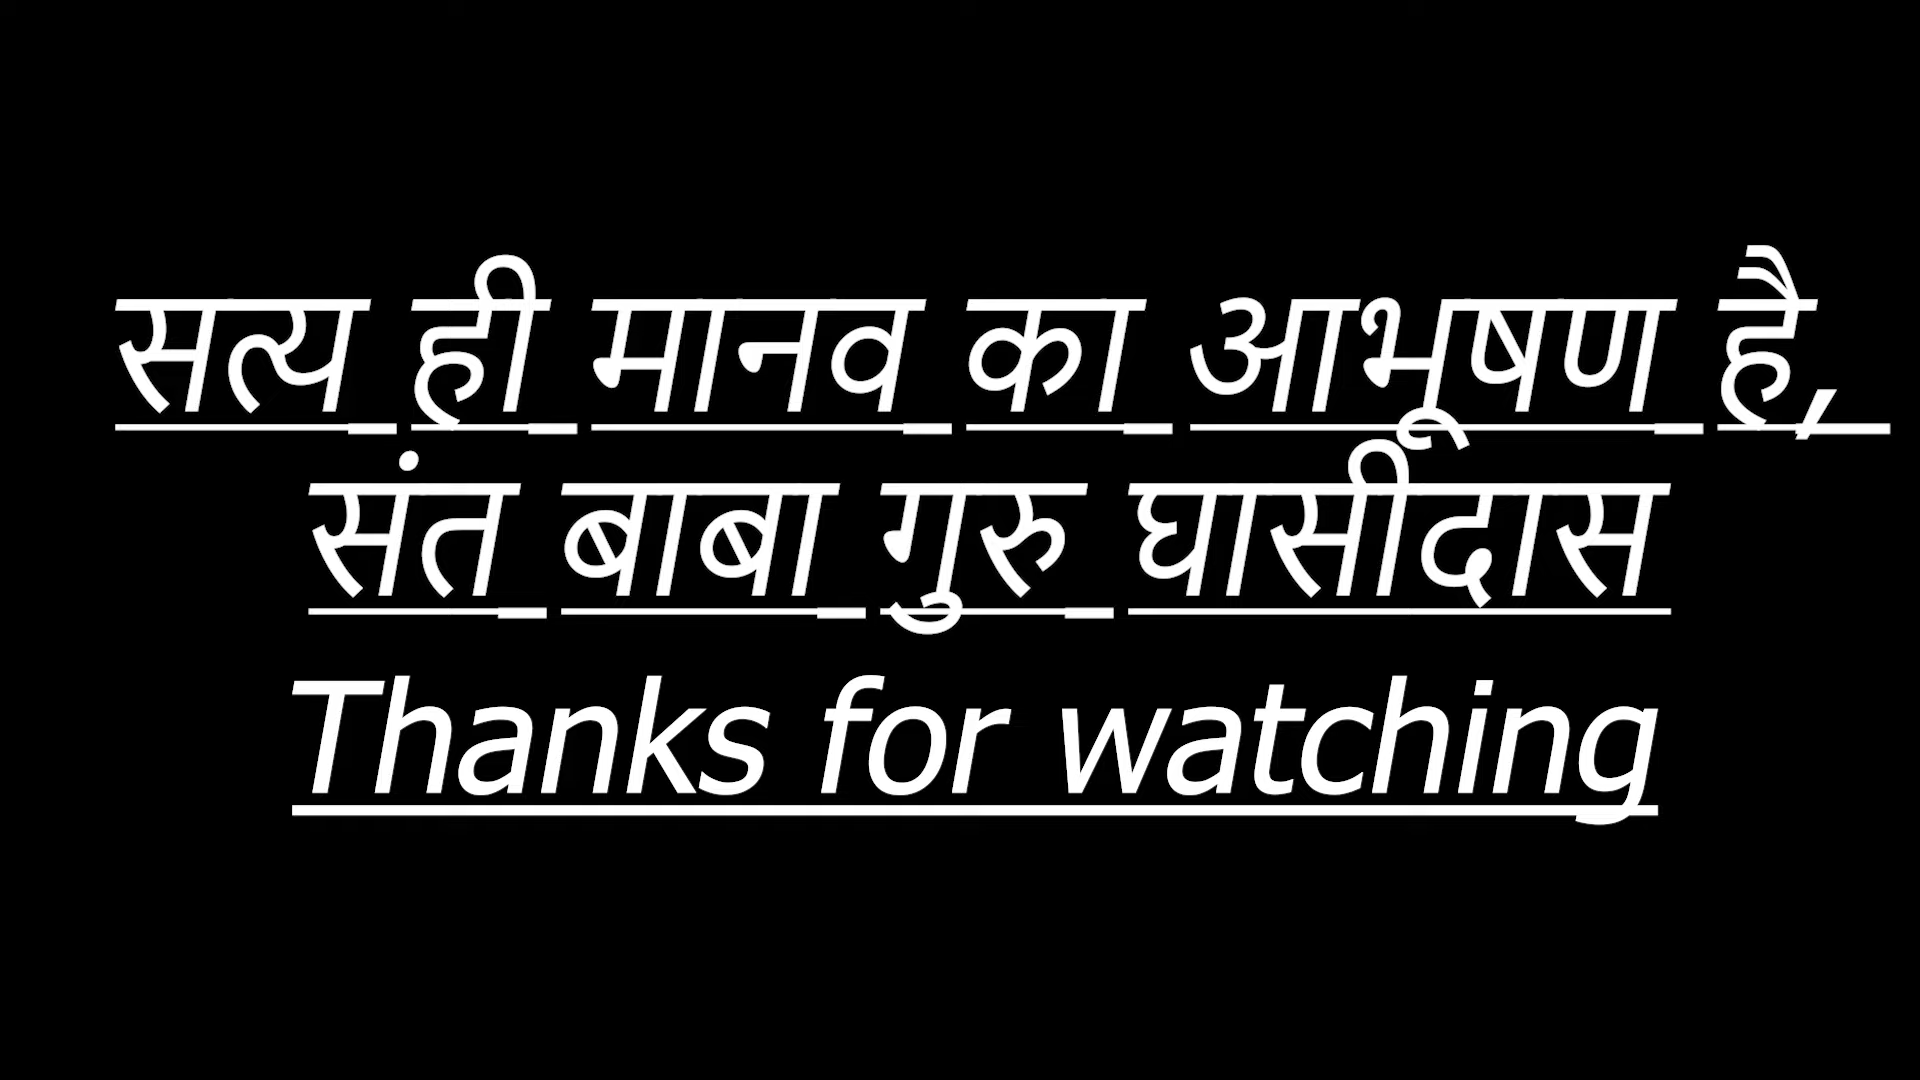 सत्य ही मानव का आभूषण है,
संत बाबा गुरु घासीदास
Thanks for watching